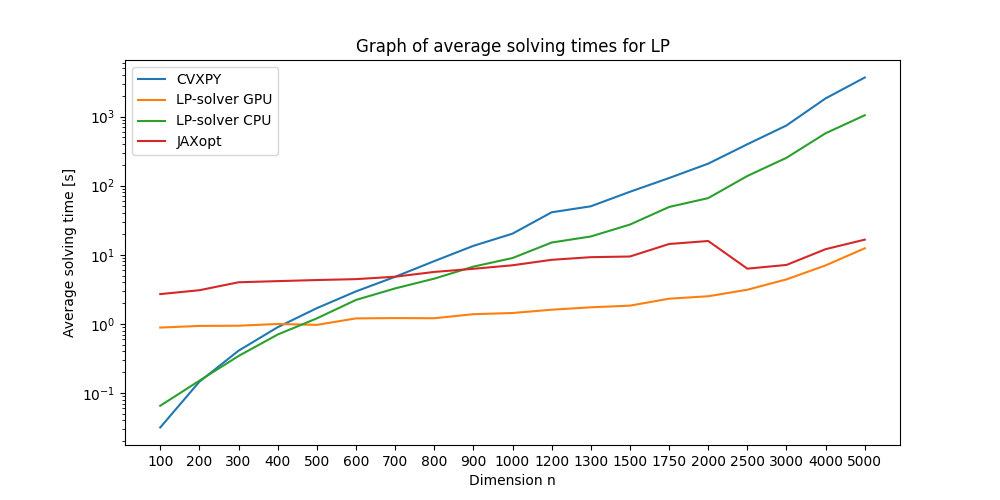 Graph of average solving times for LP
CVXPY
LP-solver GPU
LP-solver CPU
JAXopt
Average solving time [s]
10³
10²
10¹
10⁰
10⁻¹
100 200 300 400 500 600 700 800 900 1000 1200 1300 1500 1750 2000 2500 3000 4000 5000
Dimension n